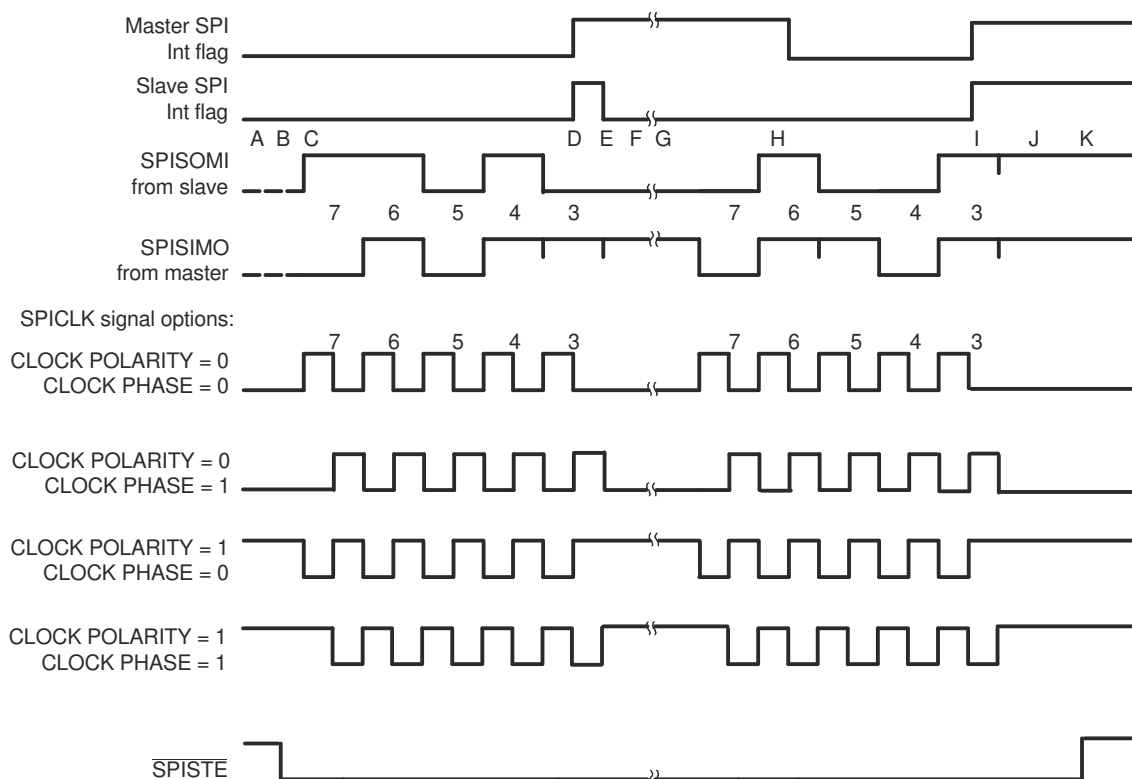 Master SPI
Int flag
Slave SPI
Int flag
A B C D E F G H I J K
SPISOMI
from slave
7 6 5 4 3 7 6 5 4 3
SPISIMO
from master
SPICLK signal options:
7 6 5 4 3 7 6 5 4 3
CLOCK POLARITY = 0
CLOCK PHASE = 0
CLOCK POLARITY = 0
CLOCK PHASE = 1
CLOCK POLARITY = 1
CLOCK PHASE = 0
CLOCK POLARITY = 1
CLOCK PHASE = 1
SPISTE